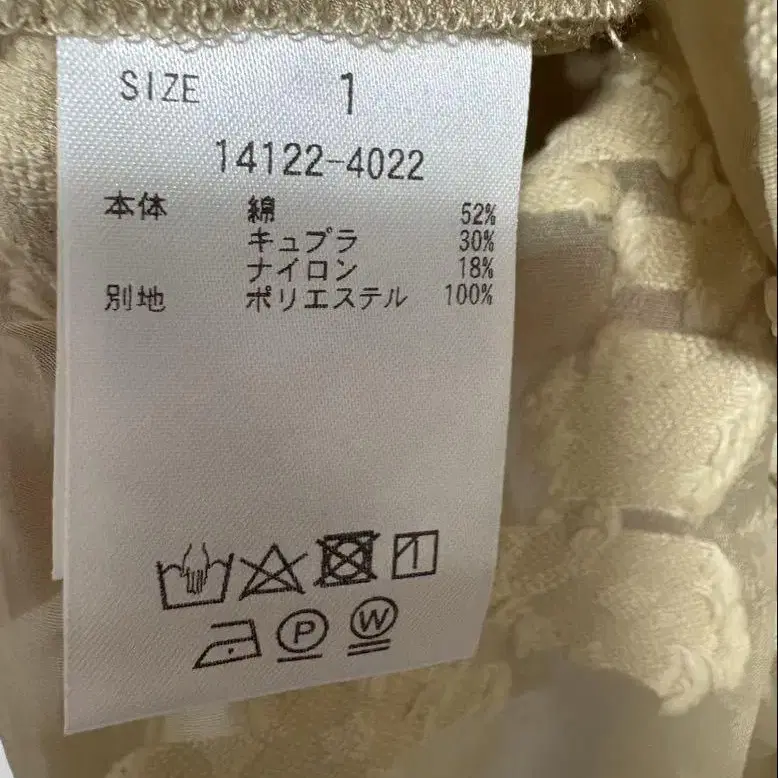 SIZE 1
14122-4022
本体 綿 52%
キュプラ 30%
ナイロン 18%
別地 ポリエステル 100%
P W